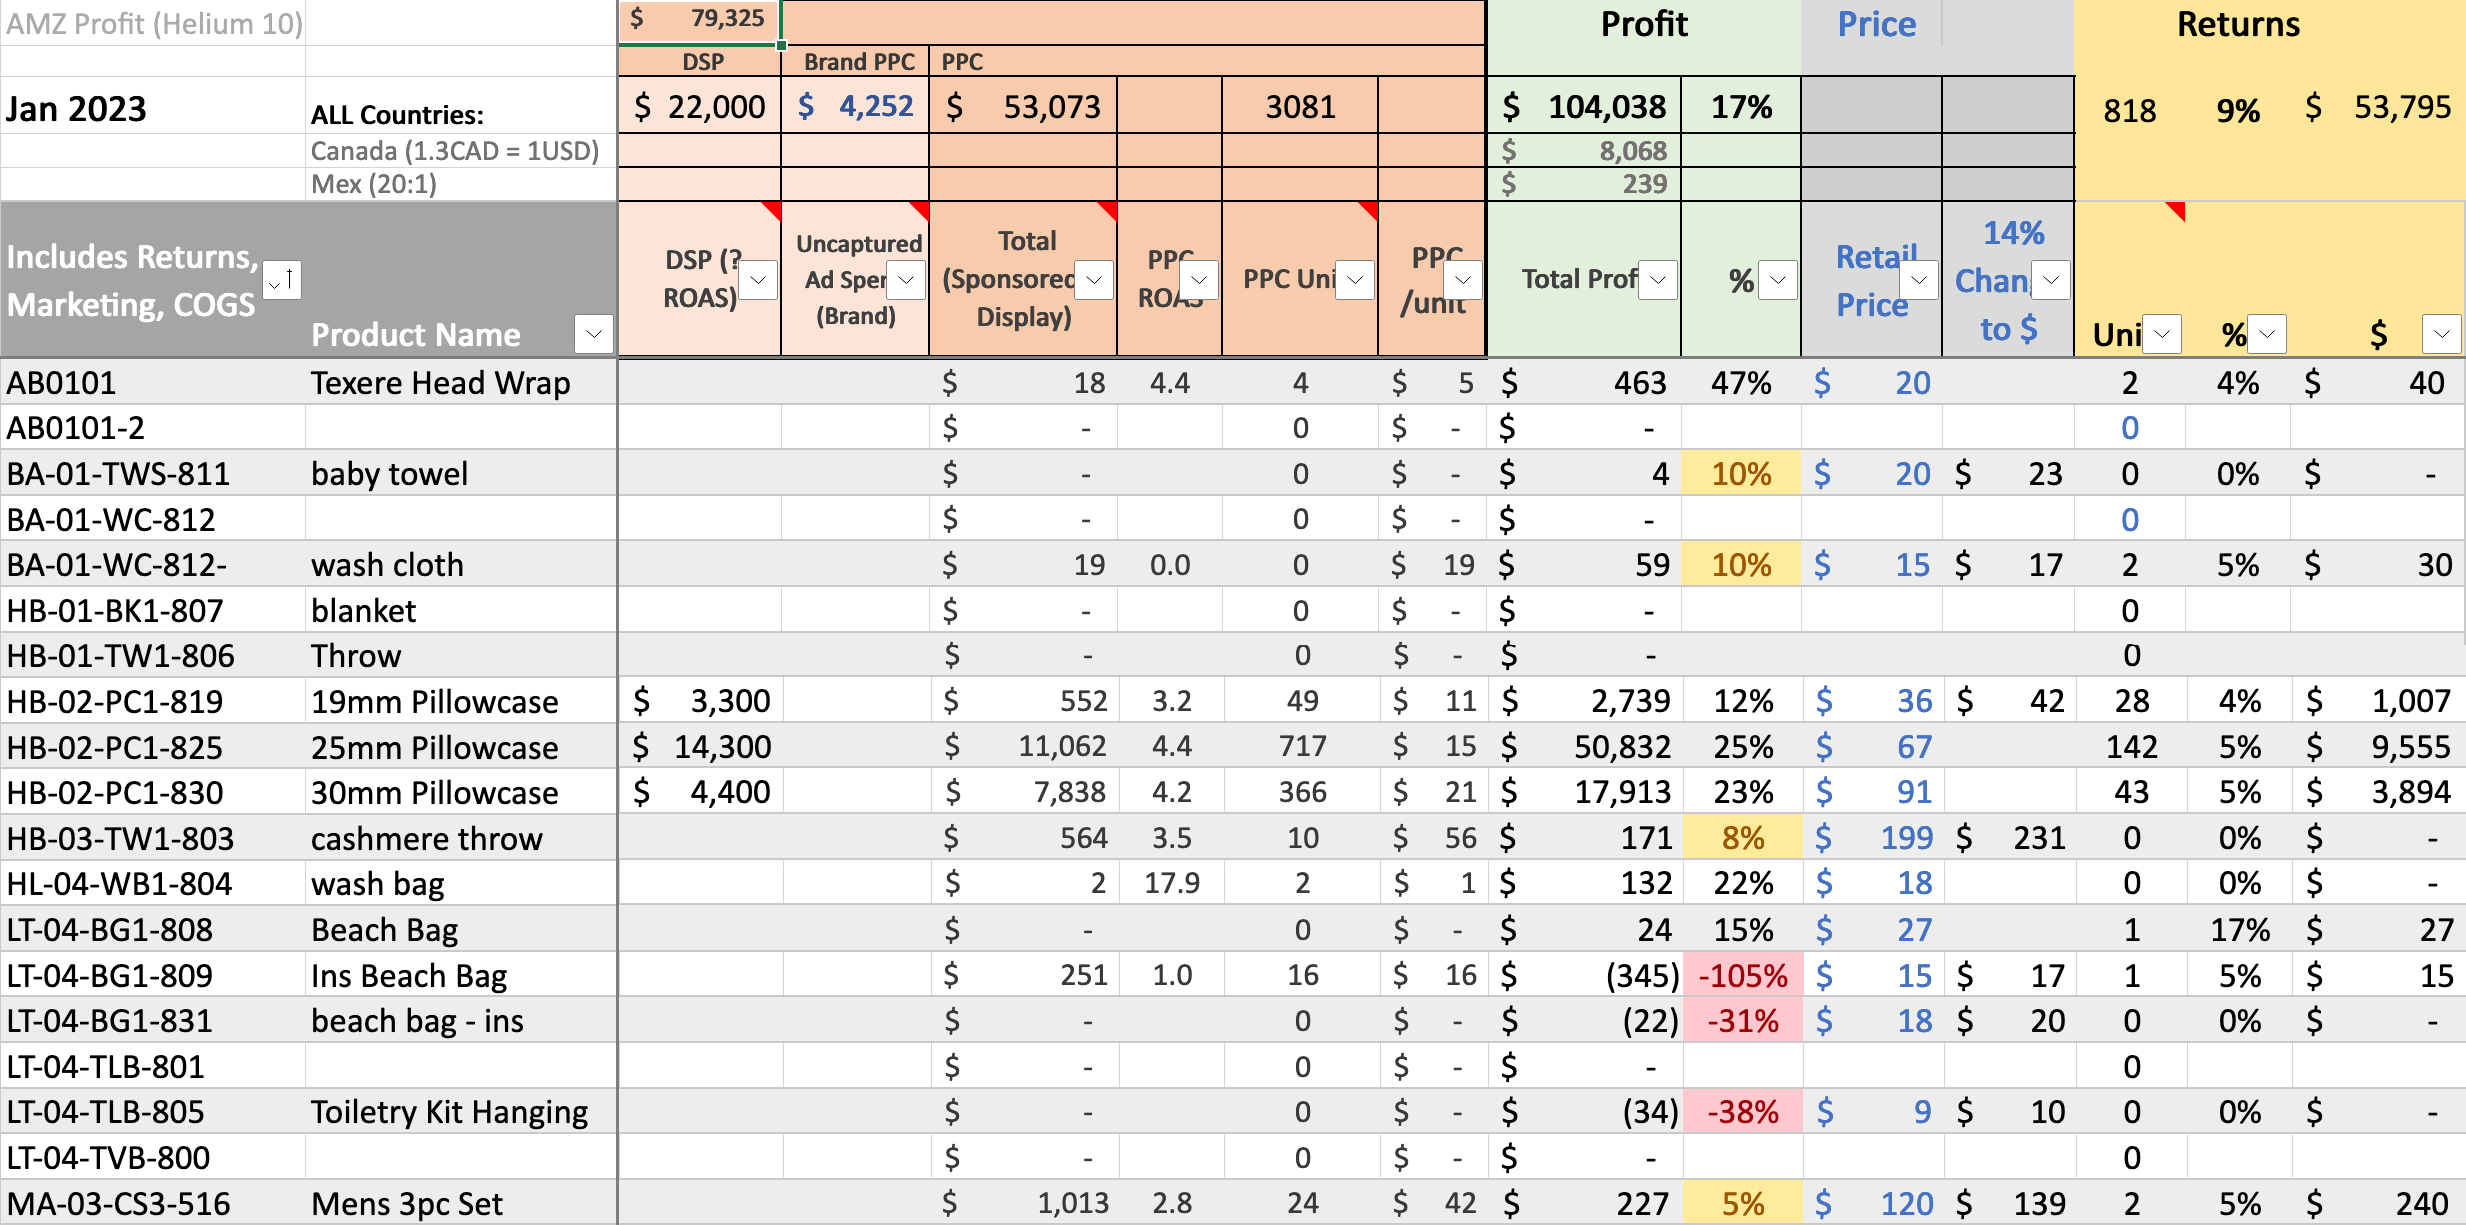 AMZ Profit (Helium 10) $ 79,325 Profit Price Returns
DSP Brand PPC PPC
Jan 2023 ALL Countries: $ 22,000 $ 4,252 $ 53,073 3081 $ 104,038 17% 818 9% $ 53,795
Canada (1.3CAD = 1USD) $ 8,068
Mex (20:1) $ 239
Includes Returns, Marketing, COGS
Product Name
DSP (? ROAS)
Uncaptured Ad Spen (Brand)
Total (Sponsored Display)
PPC ROAS
PPC Uni
PPC /unit
Total Prof
%
Retail Price
14% Chan to $
Uni
%
$
AB0101 Texere Head Wrap $ 18 4.4 4 $ 5 $ 463 47% $ 20 2 4% $ 40
AB0101-2 $ - 0 $ - $ - 0
BA-01-TWS-811 baby towel $ - 0 $ - $ 4 10% $ 20 $ 23 0 0% $ -
BA-01-WC-812 $ - 0 $ - $ - 0
BA-01-WC-812- wash cloth $ 19 0.0 0 $ 19 $ 59 10% $ 15 $ 17 2 5% $ 30
HB-01-BK1-807 blanket $ - 0 $ - $ - 0
HB-01-TW1-806 Throw $ - 0 $ - $ - 0
HB-02-PC1-819 19mm Pillowcase $ 3,300 $ 552 3.2 49 $ 11 $ 2,739 12% $ 36 $ 42 28 4% $ 1,007
HB-02-PC1-825 25mm Pillowcase $ 14,300 $ 11,062 4.4 717 $ 15 $ 50,832 25% $ 67 142 5% $ 9,555
HB-02-PC1-830 30mm Pillowcase $ 4,400 $ 7,838 4.2 366 $ 21 $ 17,913 23% $ 91 43 5% $ 3,894
HB-03-TW1-803 cashmere throw $ 564 3.5 10 $ 56 $ 171 8% $ 199 $ 231 0 0% $ -
HL-04-WB1-804 wash bag $ 2 17.9 2 $ 1 $ 132 22% $ 18 0 0% $ -
LT-04-BG1-808 Beach Bag $ - 0 $ - $ 24 15% $ 27 1 17% $ 27
LT-04-BG1-809 Ins Beach Bag $ 251 1.0 16 $ 16 $ (345) -105% $ 15 $ 17 1 5% $ 15
LT-04-BG1-831 beach bag - ins $ - 0 $ - $ (22) -31% $ 18 $ 20 0 0% $ -
LT-04-TLB-801 $ - 0 $ - $ - 0
LT-04-TLB-805 Toiletry Kit Hanging $ - 0 $ - $ (34) -38% $ 9 $ 10 0 0% $ -
LT-04-TVB-800 $ - 0 $ - $ - 0
MA-03-CS3-516 Mens 3pc Set $ 1,013 2.8 24 $ 42 $ 227 5% $ 120 $ 139 2 5% $ 240